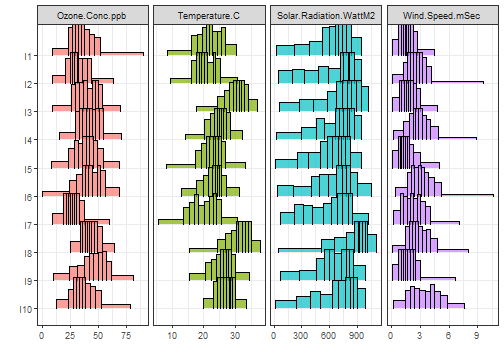 Ozone.Conc.ppb Temperature.C Solar.Radiation.WattM2 Wind.Speed.mSec
I1
I2
I3
I4
I5
I6
I7
I8
I9
I10
0 25 50 75 10 20 30 0 300 600 900 0 3 6 9